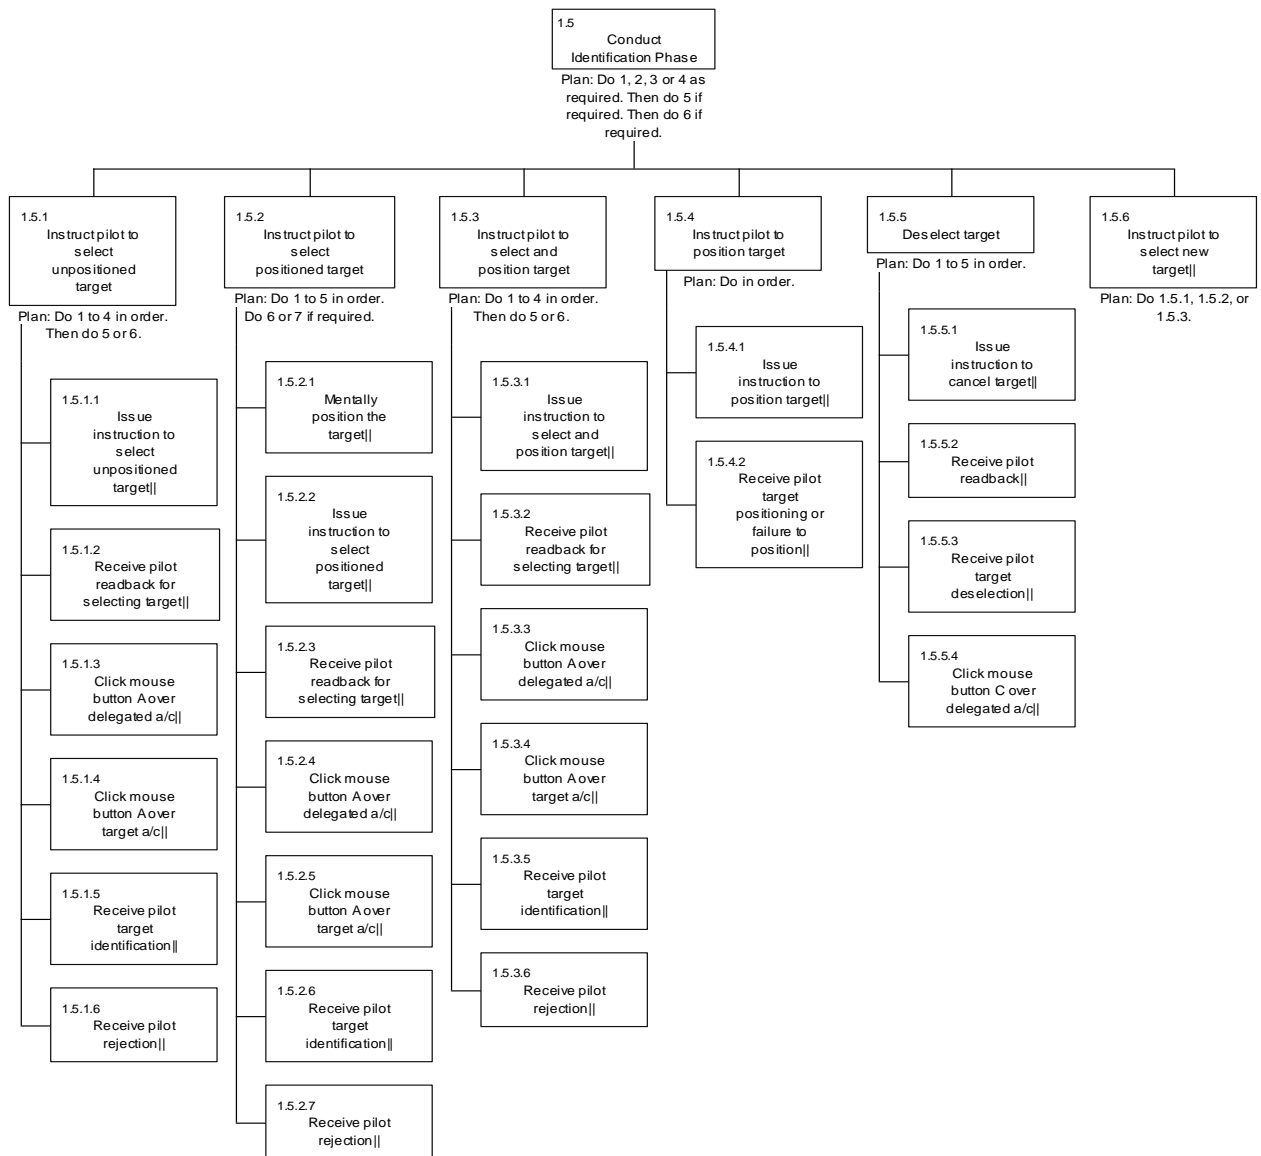 1.5
Conduct
Identification Phase
Plan: Do 1, 2, 3 or 4 as
required. Then do 5 if
required. Then do 6 if
required.
1.5.1
Instruct pilot to
select
unpositioned
target
Plan: Do 1 to 4 in order.
Then do 5 or 6.
1.5.1.1
Issue
instruction to
select
unpositioned
target||
1.5.1.2
Receive pilot
readback for
selecting target||
1.5.1.3
Click mouse
button A over
delegated a/c||
1.5.1.4
Click mouse
button A over
target a/c||
1.5.1.5
Receive pilot
target
identification||
1.5.1.6
Receive pilot
rejection||
1.5.2
Instruct pilot to
select
positioned target
Plan: Do 1 to 5 in order.
Do 6 or 7 if required.
1.5.2.1
Mentally
position the
target||
1.5.2.2
Issue
instruction to
select
positioned
target||
1.5.2.3
Receive pilot
readback for
selecting target||
1.5.2.4
Click mouse
button A over
delegated a/c||
1.5.2.5
Click mouse
button A over
target a/c||
1.5.2.6
Receive pilot
target
identification||
1.5.2.7
Receive pilot
rejection||
1.5.3
Instruct pilot to
select and
position target
Plan: Do 1 to 4 in order.
Then do 5 or 6.
1.5.3.1
Issue
instruction to
select and
position target||
1.5.3.2
Receive pilot
readback for
selecting target||
1.5.3.3
Click mouse
button A over
delegated a/c||
1.5.3.4
Click mouse
button A over
target a/c||
1.5.3.5
Receive pilot
target
identification||
1.5.3.6
Receive pilot
rejection||
1.5.4
Instruct pilot to
position target
Plan: Do in order.
1.5.4.1
Issue
instruction to
position target||
1.5.4.2
Receive pilot
target
positioning or
failure to
position||
1.5.5
Deselect target
Plan: Do 1 to 5 in order.
1.5.5.1
Issue
instruction to
cancel target||
1.5.5.2
Receive pilot
readback||
1.5.5.3
Receive pilot
target
deselection||
1.5.5.4
Click mouse
button C over
delegated a/c||
1.5.6
Instruct pilot to
select new
target||
Plan: Do 1.5.1, 1.5.2, or
1.5.3.